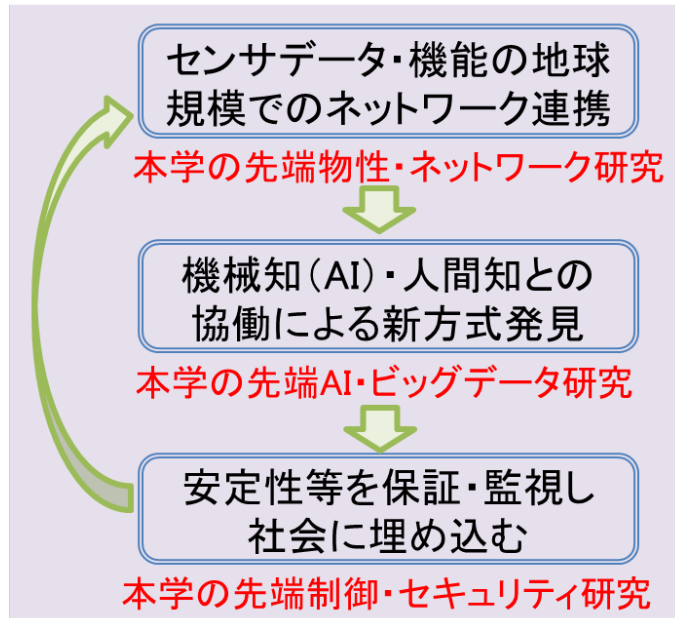 センサデータ・機能の地球
規模でのネットワーク連携
本学の先端物性・ネットワーク研究
機械知(AI)・人間知との
協働による新方式発見
本学の先端AI・ビッグデータ研究
安定性等を保証・監視し
社会に埋め込む
本学の先端制御・セキュリティ研究